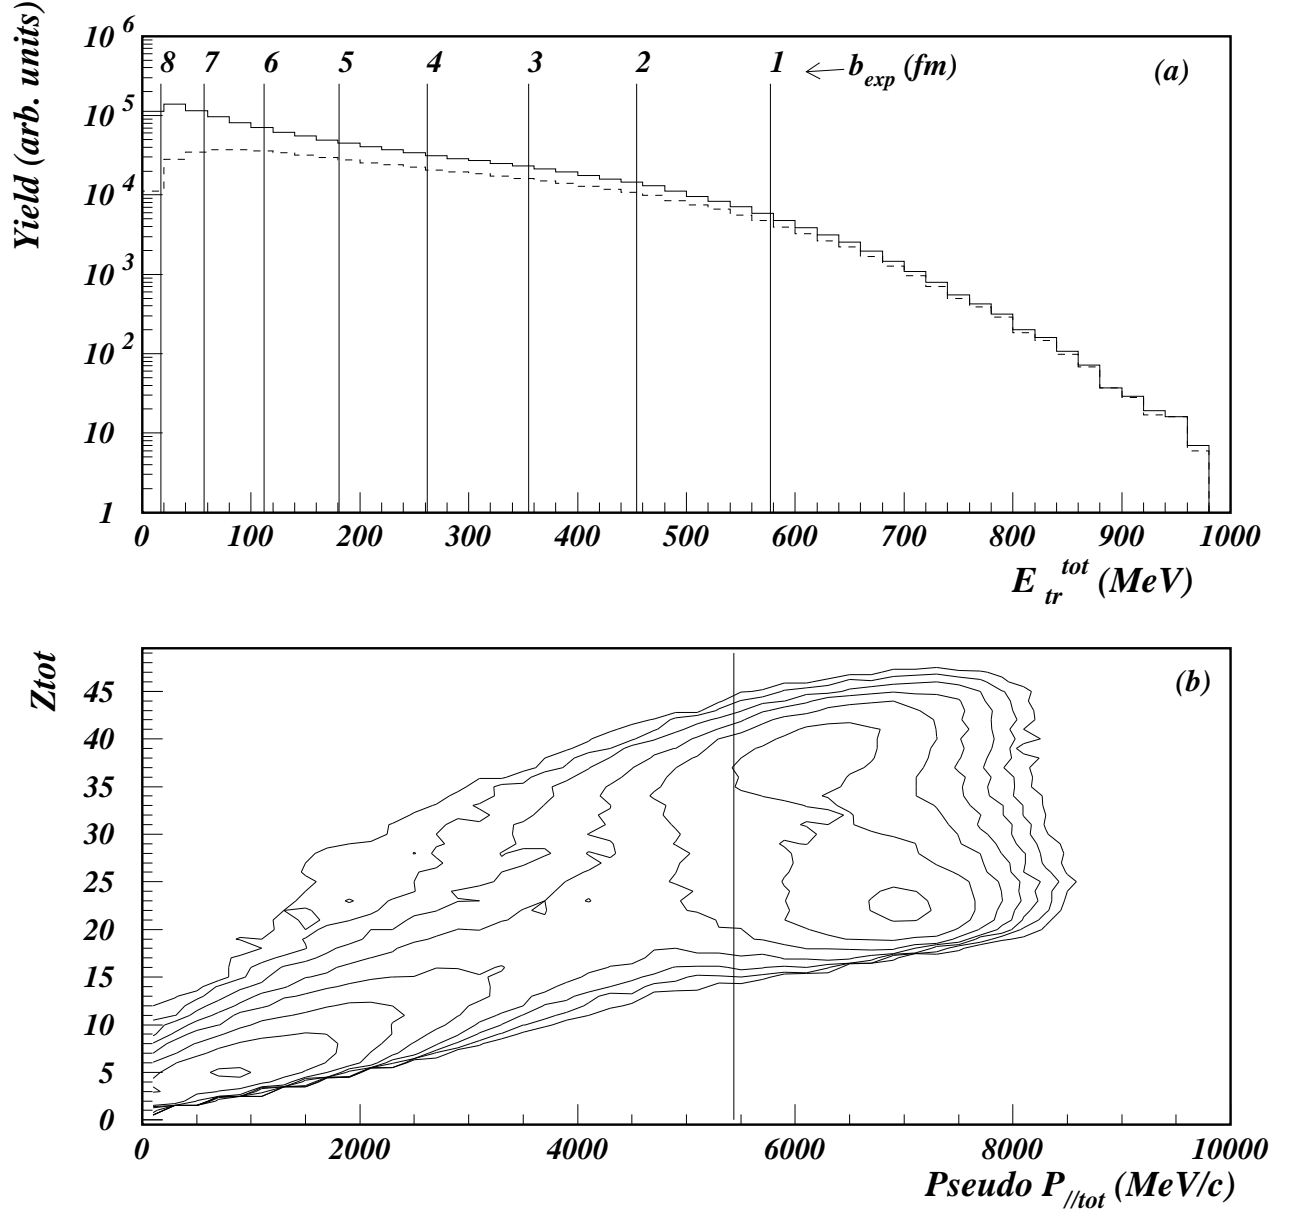 Yield (arb. units)
10^6
10^5
10^4
10^3
10^2
10
1
8 7 6 5 4 3 2 1 b_exp (fm)
(a)
0 100 200 300 400 500 600 700 800 900 1000
E_tr^tot (MeV)
Ztot
45
40
35
30
25
20
15
10
5
0
(b)
0 2000 4000 6000 8000 10000
Pseudo P_//tot (MeV/c)